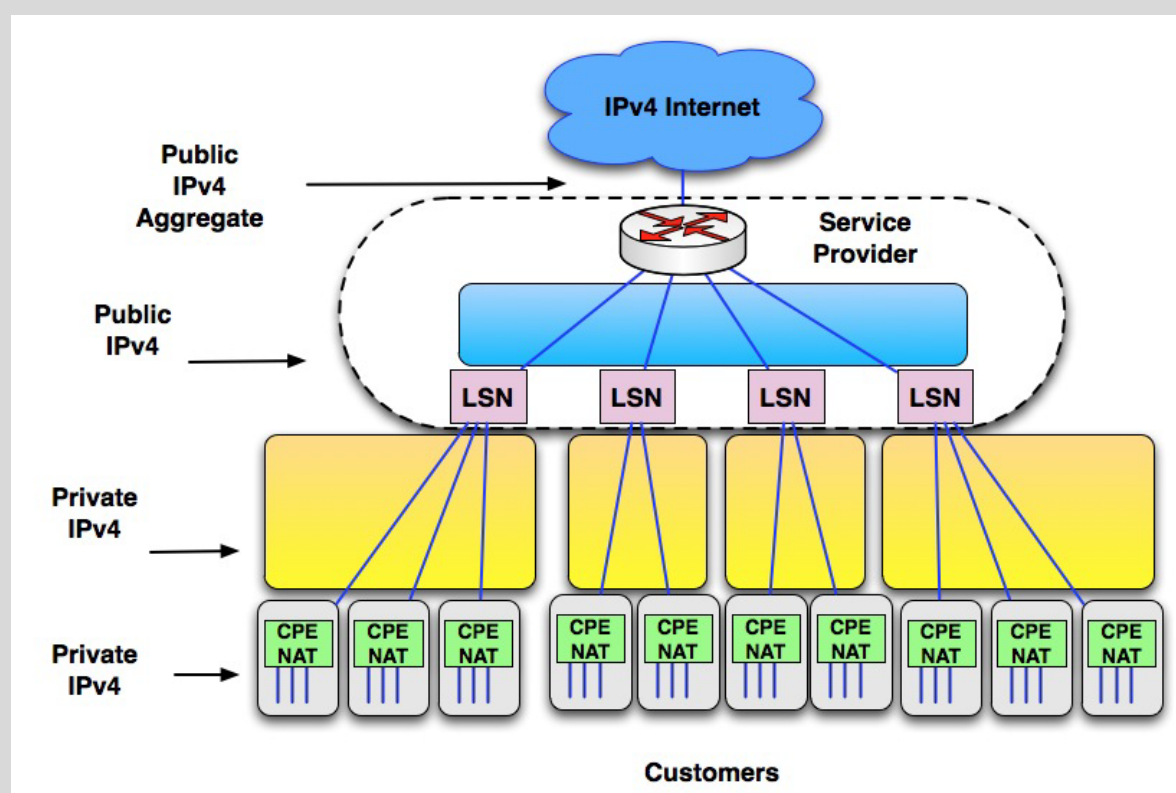 IPv4 Internet
Public
IPv4
Aggregate
Service
Provider
Public
IPv4
LSN
LSN
LSN
LSN
Private
IPv4
CPE
NAT
CPE
NAT
CPE
NAT
CPE
NAT
CPE
NAT
CPE
NAT
CPE
NAT
CPE
NAT
CPE
NAT
CPE
NAT
Private
IPv4
Customers